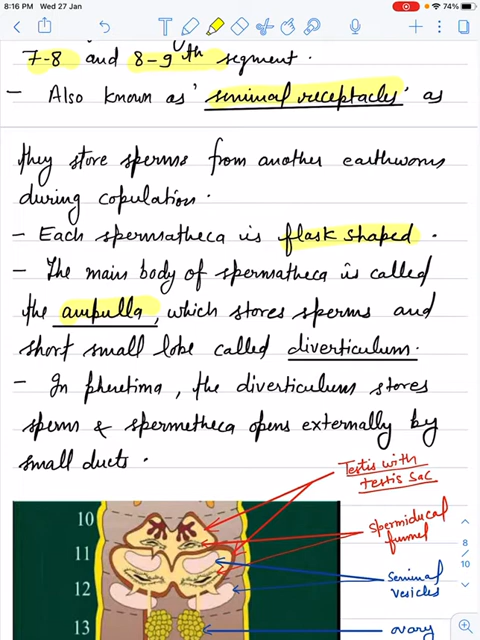 8:16 PM Wed 27 Jan
74%
7-8 and 8-9th segment.
- Also known as 'seminal receptacles' as
they store sperms from another earthworm
during copulation.
- Each spermatheca is flask shaped.
- The main body of spermatheca is called
the ampulla, which stores sperms and
short small lobe called diverticulum.
- In pheretima, the diverticulum stores
sperm & spermetheca opens externally by
small ducts.
Testis with
testis sac
10
spermiducal
funnel
11
8
/
10
seminal
vesicles
12
13
ovary